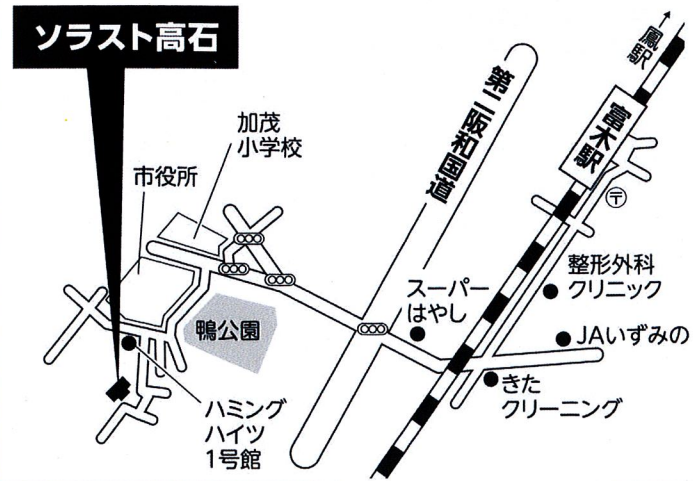 ソラスト高石
加茂
小学校
市役所
第二阪和国道
鳳駅
富木駅
〒
整形外科
クリニック
スーパー
はやし
JAいずみの
鴨公園
きた
クリーニング
ハミング
ハイツ
1号館